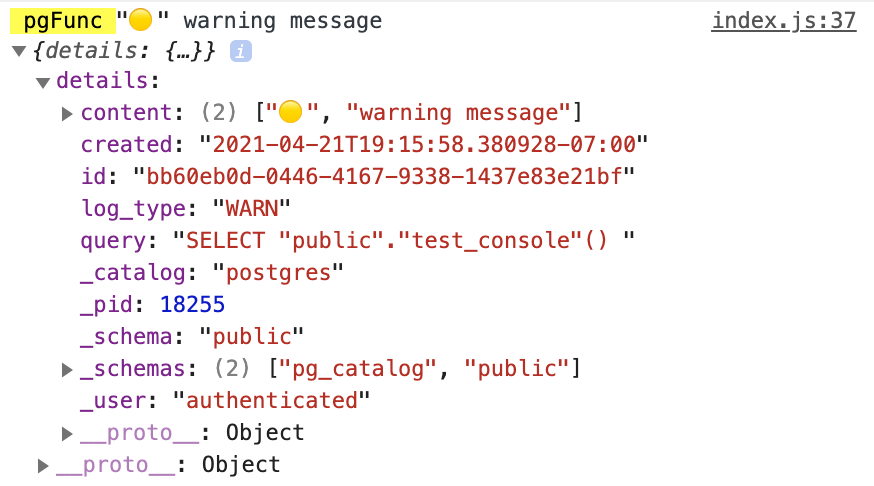 pgFunc "🟡" warning message index.js:37
▼{details: {…}} i
▼details:
▶content: (2) ["🟡", "warning message"]
created: "2021-04-21T19:15:58.380928-07:00"
id: "bb60eb0d-0446-4167-9338-1437e83e21bf"
log_type: "WARN"
query: "SELECT "public"."test_console"() "
_catalog: "postgres"
_pid: 18255
_schema: "public"
▶_schemas: (2) ["pg_catalog", "public"]
_user: "authenticated"
▶__proto__: Object
▶__proto__: Object